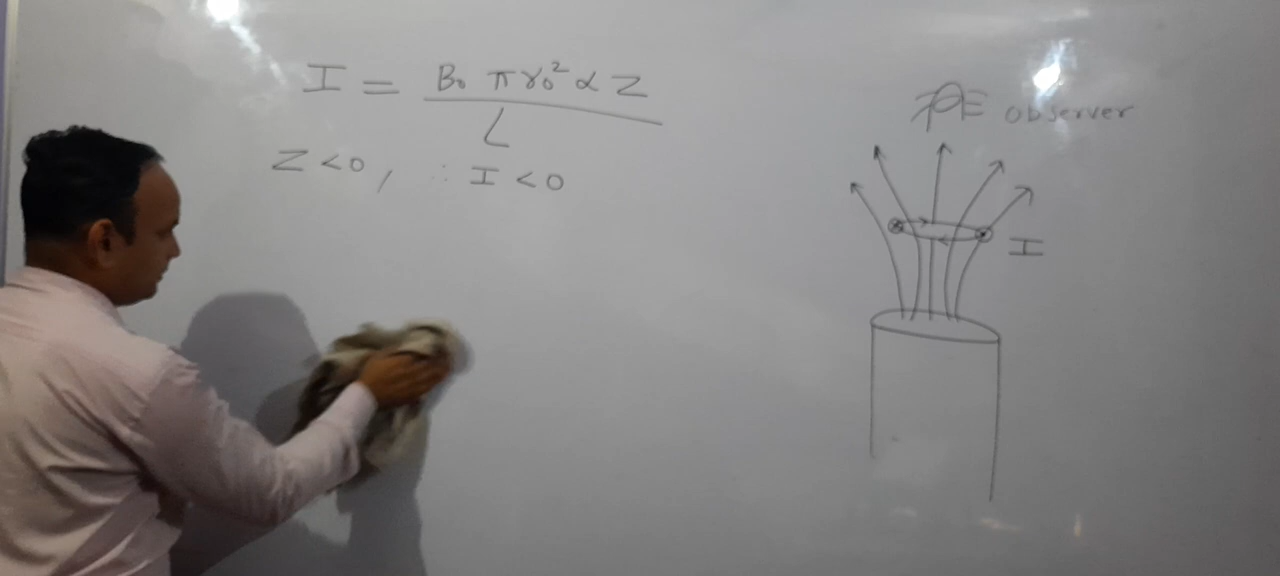 I = B₀ π r₀² α Z / L
Z < 0, ∴ I < 0
observer
⊗ ⊗ I